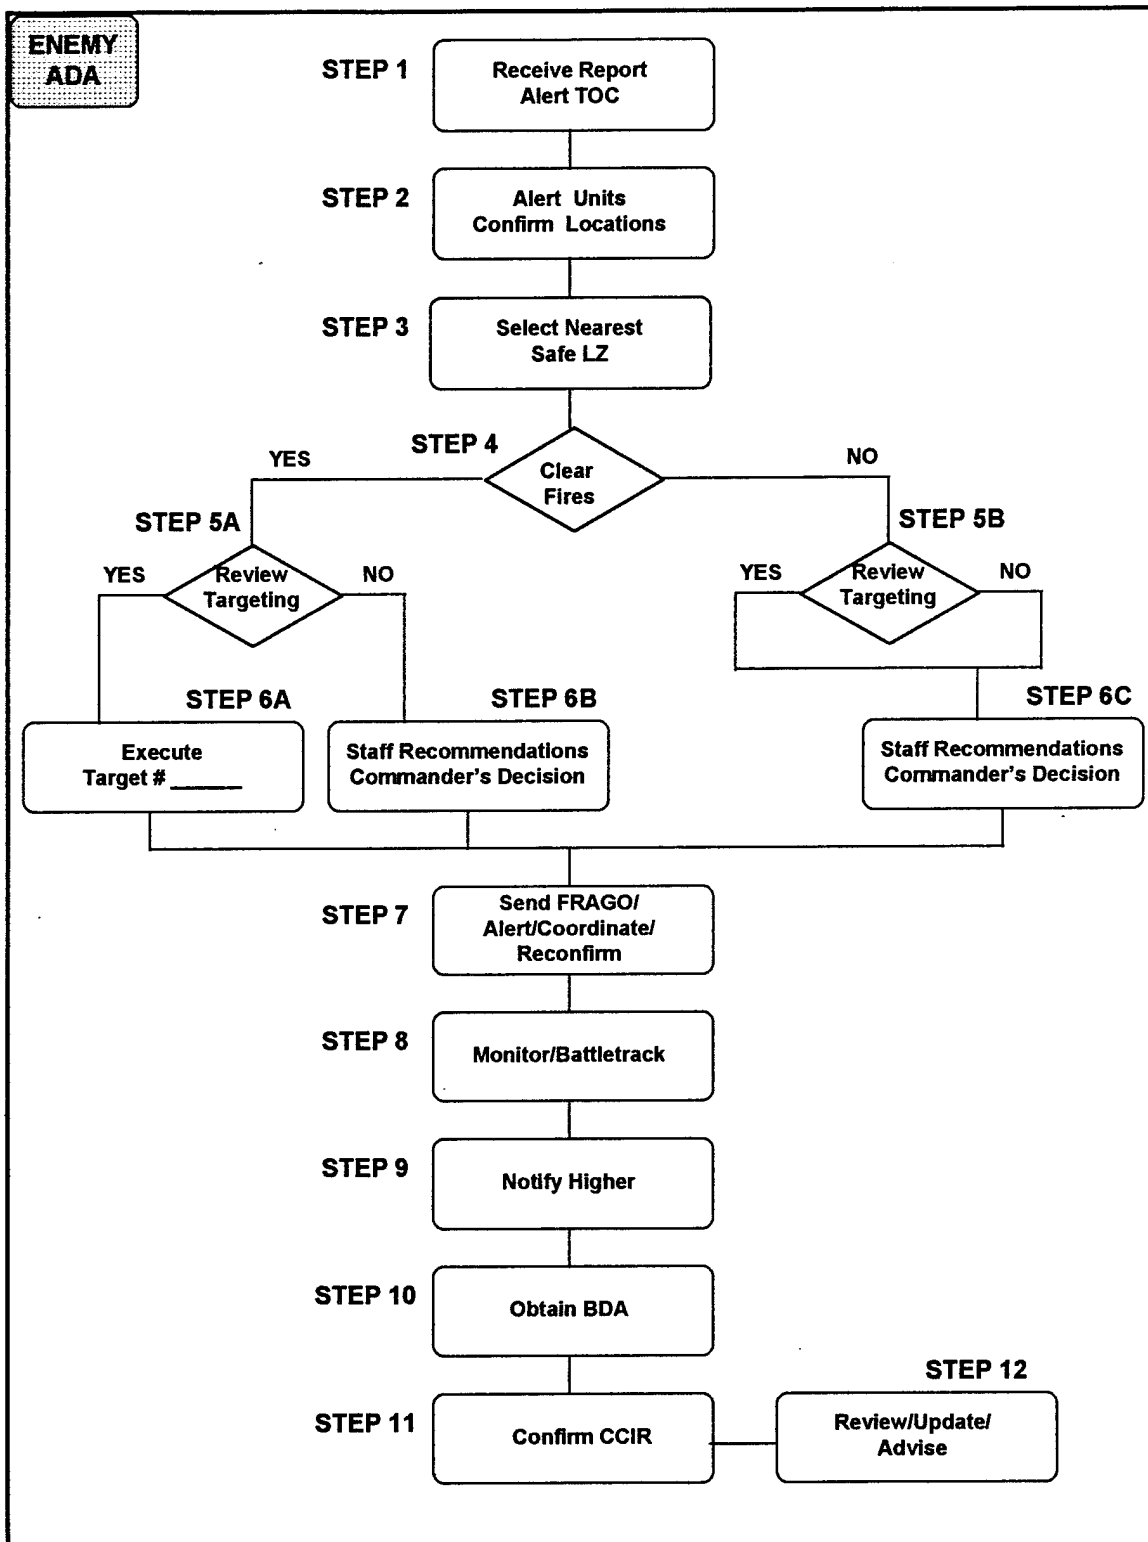 ENEMY
ADA
STEP 1
Receive Report
Alert TOC
STEP 2
Alert Units
Confirm Locations
STEP 3
Select Nearest
Safe LZ
STEP 4
YES
Clear
Fires
NO
STEP 5A
STEP 5B
YES
Review
Targeting
NO
YES
Review
Targeting
NO
STEP 6A
STEP 6B
STEP 6C
Execute
Target # ______
Staff Recommendations
Commander's Decision
Staff Recommendations
Commander's Decision
STEP 7
Send FRAGO/
Alert/Coordinate/
Reconfirm
STEP 8
Monitor/Battletrack
STEP 9
Notify Higher
STEP 10
Obtain BDA
STEP 11
Confirm CCIR
STEP 12
Review/Update/
Advise